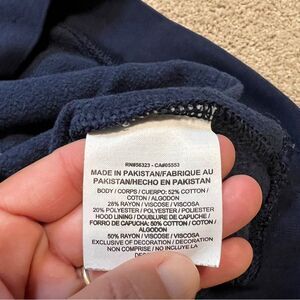 RN#56323 - CA#05553
MADE IN PAKISTAN/FABRIQUE AU
PAKISTAN/HECHO EN PAKISTAN
BODY / CORPS / CUERPO: 52% COTTON /
COTON / ALGODON
28% RAYON / VISCOSE / VISCOSA
20% POLYESTER / POLYESTER / POLIESTER
HOOD LINING / DOUBLURE DE CAPUCHE /
FORRO DE CAPUCHA: 50% COTTON / COTON /
ALGODON
50% RAYON / VISCOSE / VISCOSA
EXCLUSIVE OF DECORATION / DECORATION
NON COMPRISE / NO INCLUYE LA